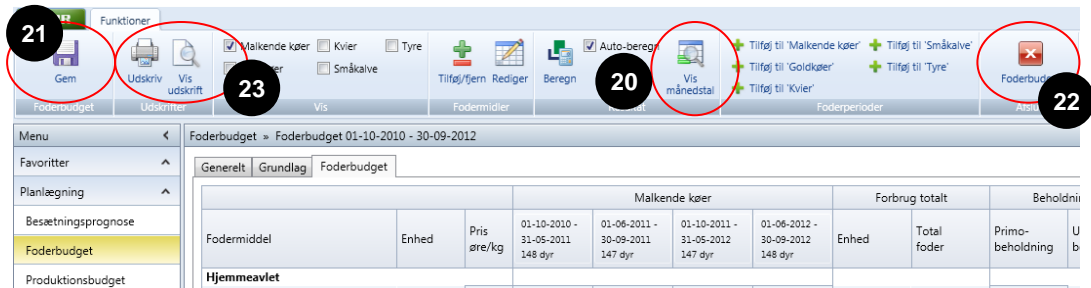 21
Funktioner
Malkende køer Kvier Tyre
Småkalve
Auto-beregn
Tilføj til 'Malkende køer' Tilføj til 'Småkalve'
Tilføj til 'Goldkøer' Tilføj til 'Tyre'
Tilføj til 'Kvier'
Gem
Udskriv
Vis udskrift
23
Tilføj/fjern Rediger
Beregn
20
Vis månedstal
22
Foderbudget Udskrifter Vis Fodermidler Foderperioder
Menu
Foderbudget » Foderbudget 01-10-2010 - 30-09-2012
Favoritter
Generelt Grundlag Foderbudget
Planlægning
Besætningsprognose
Foderbudget
Produktionsbudget
Malkende køer Forbrug totalt
Fodermiddel
Enhed
Pris øre/kg
01-10-2010 - 31-05-2011 148 dyr
01-06-2011 - 30-09-2011 147 dyr
01-10-2011 - 31-05-2012 147 dyr
01-06-2012 - 30-09-2012 148 dyr
Enhed
Total foder
Primo-beholdning
Hjemmeavlet